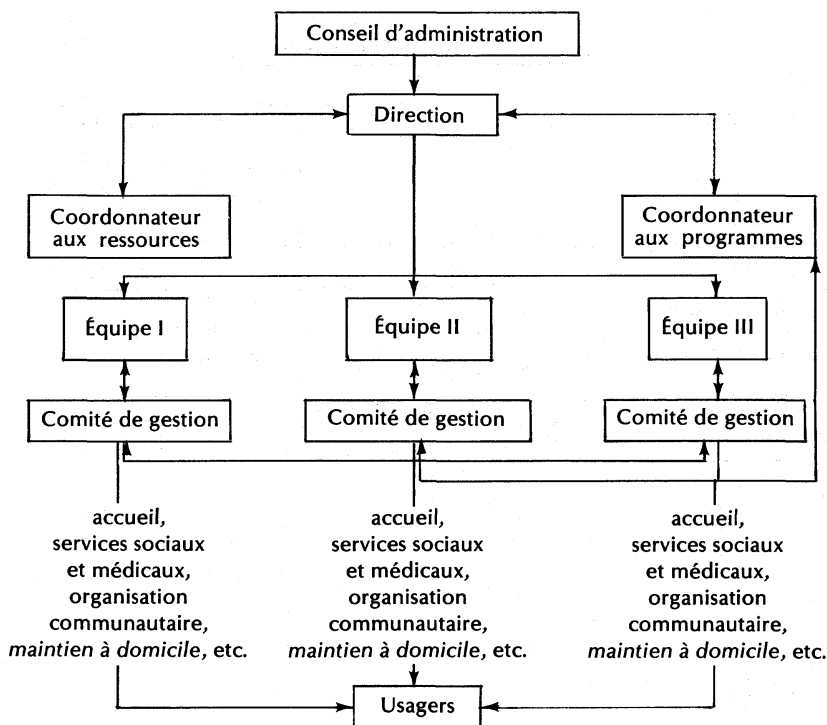 Conseil d'administration
Direction
Coordonnateur
aux ressources
Coordonnateur
aux programmes
Équipe I
Équipe II
Équipe III
Comité de gestion
Comité de gestion
Comité de gestion
accueil,
services sociaux
et médicaux,
organisation
communautaire,
maintien à domicile, etc.
accueil,
services sociaux
et médicaux,
organisation
communautaire,
maintien à domicile, etc.
accueil,
services sociaux
et médicaux,
organisation
communautaire,
maintien à domicile, etc.
Usagers